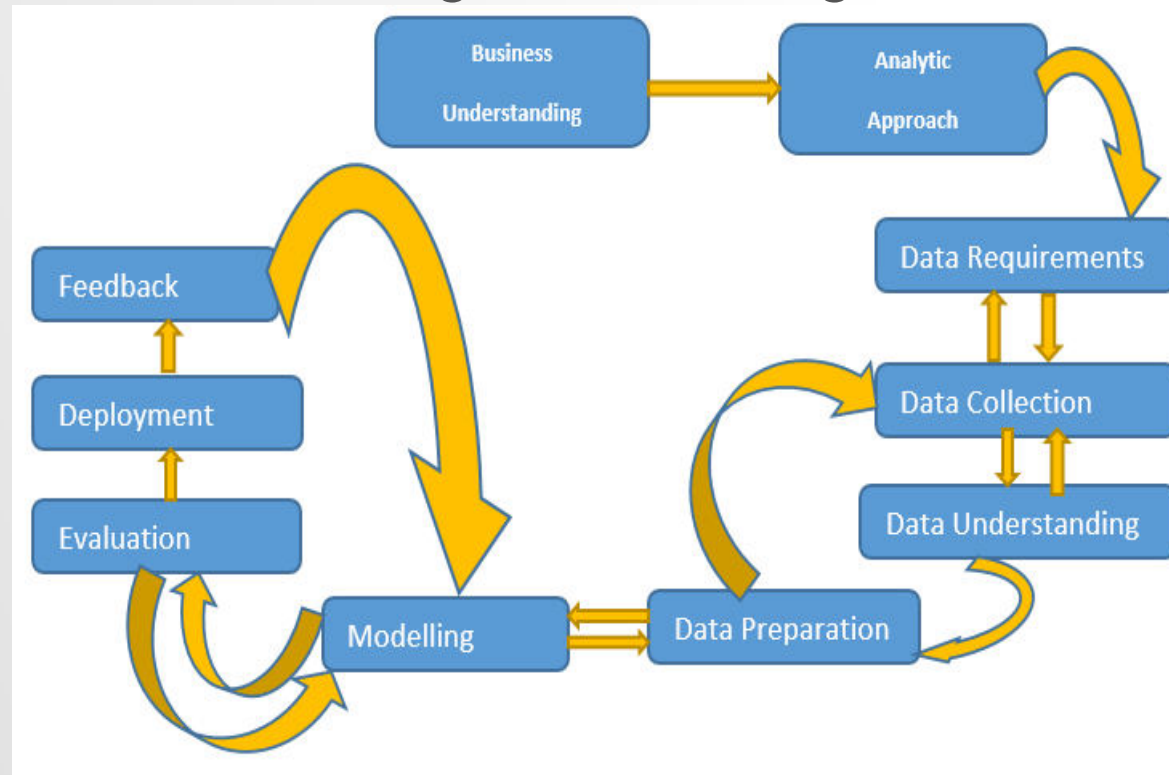 Business
Understanding
Analytic
Approach
Data Requirements
Feedback
Data Collection
Deployment
Data Understanding
Evaluation
Modelling
Data Preparation